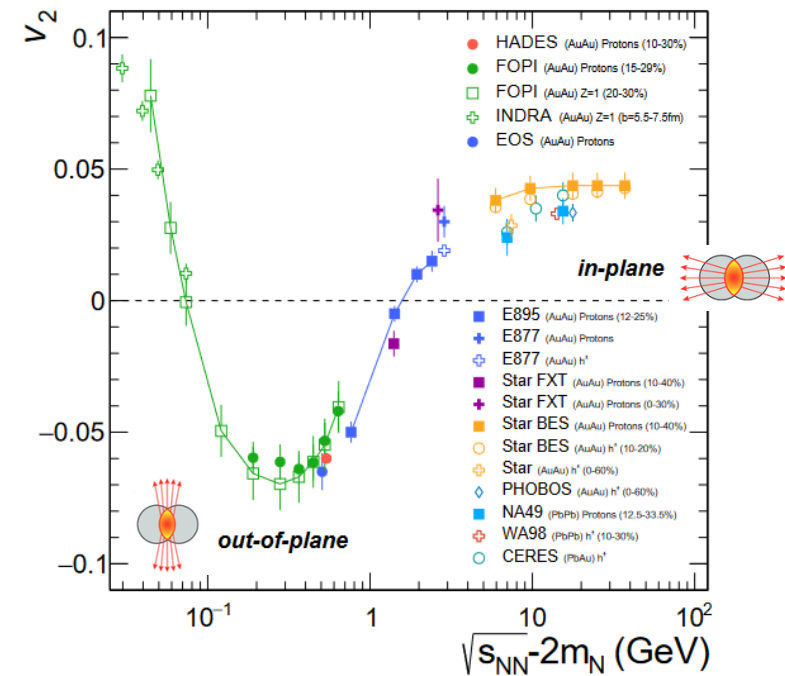 v₂
0.1
0.05
0
−0.05
−0.1
HADES (AuAu) Protons (10-30%)
FOPI (AuAu) Protons (15-29%)
FOPI (AuAu) Z=1 (20-30%)
INDRA (AuAu) Z=1 (b=5.5-7.5fm)
EOS (AuAu) Protons
in-plane
E895 (AuAu) Protons (12-25%)
E877 (AuAu) Protons
E877 (AuAu) h±
Star FXT (AuAu) Protons (10-40%)
Star FXT (AuAu) Protons (0-30%)
Star BES (AuAu) Protons (10-40%)
Star BES (AuAu) h± (10-20%)
Star (AuAu) h± (0-60%)
PHOBOS (AuAu) h± (0-60%)
NA49 (PbPb) Protons (12.5-33.5%)
WA98 (PbPb) h± (10-30%)
CERES (PbAu) h±
out-of-plane
10⁻¹ 1 10 10²
√sNN-2mN (GeV)